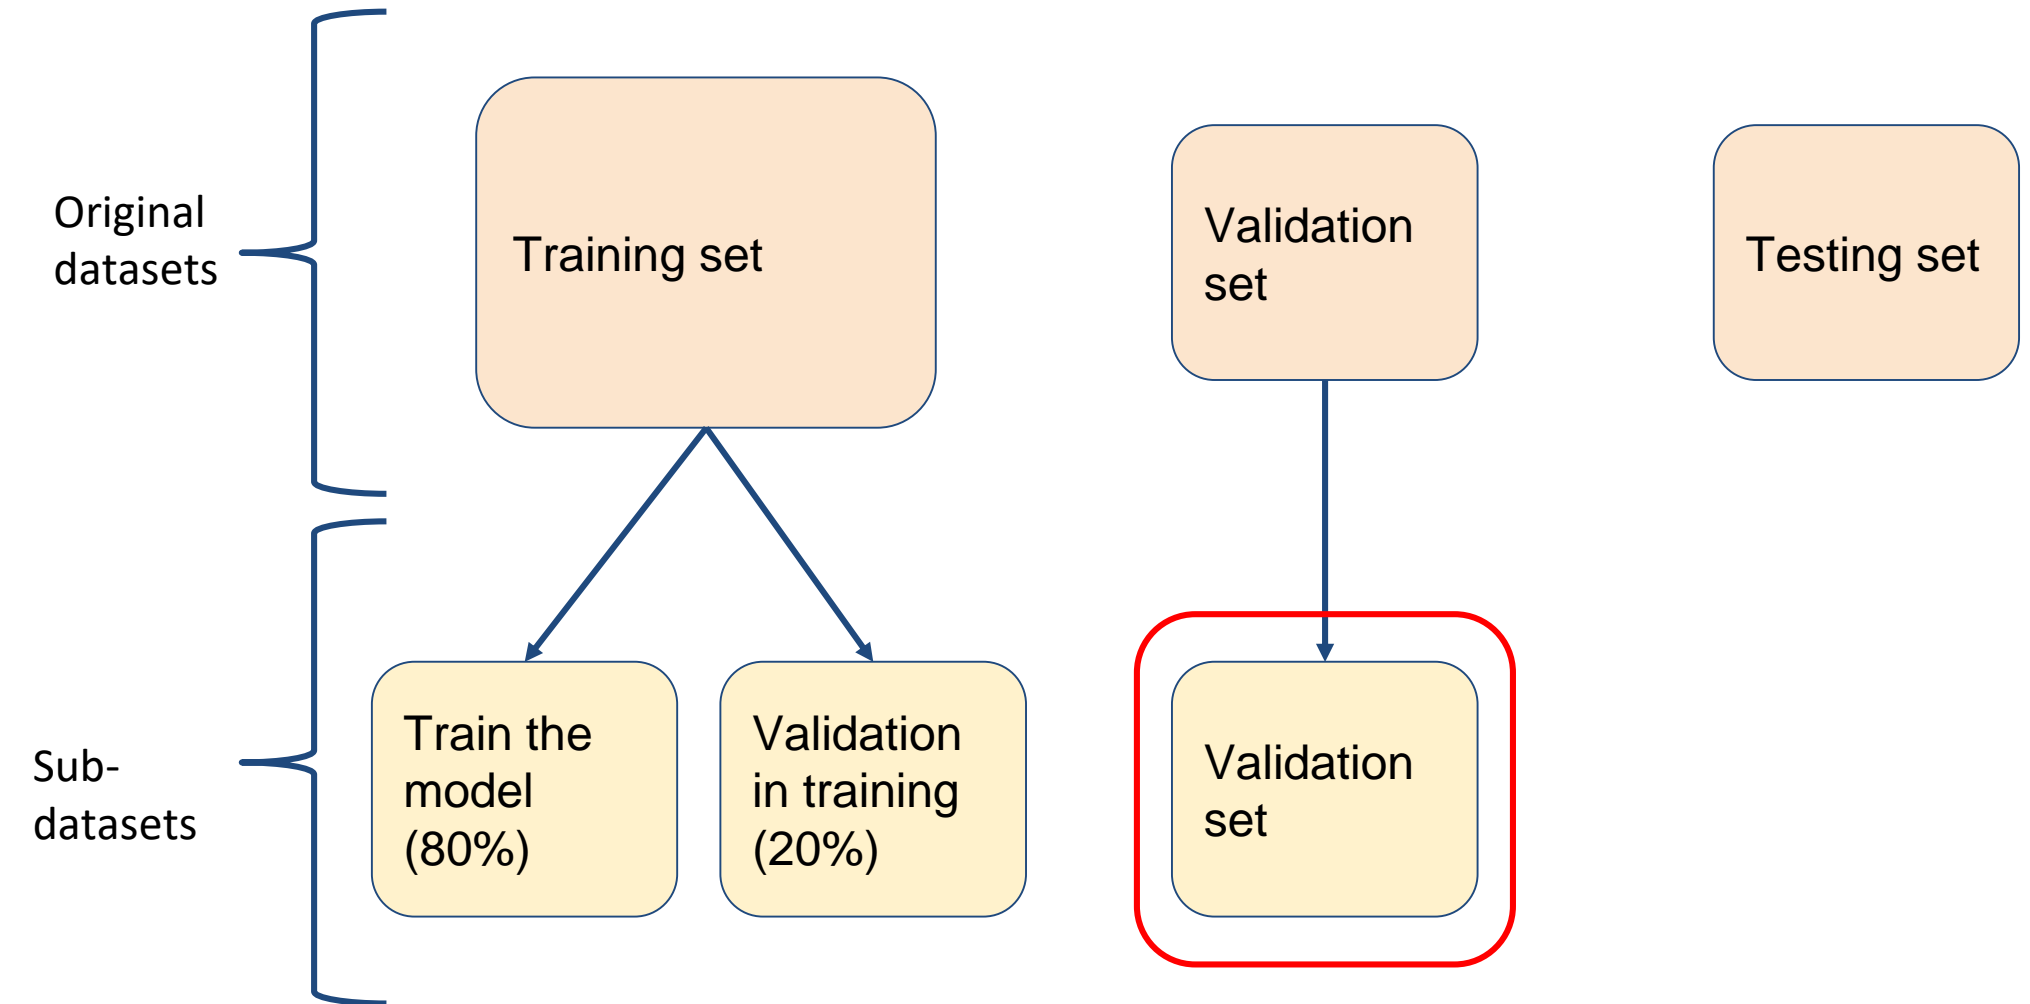 Original
datasets
Training set
Validation
set
Testing set
Sub-
datasets
Train the
model
(80%)
Validation
in training
(20%)
Validation
set